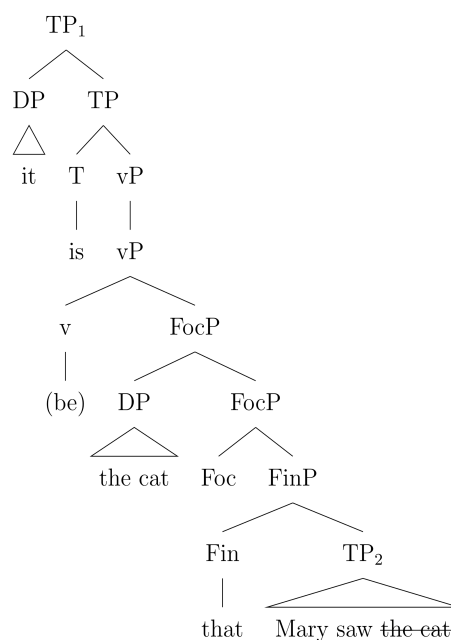 TP₁
DP TP
it T vP
is vP
v FocP
(be) DP FocP
the cat Foc FinP
Fin TP₂
that Mary saw the cat